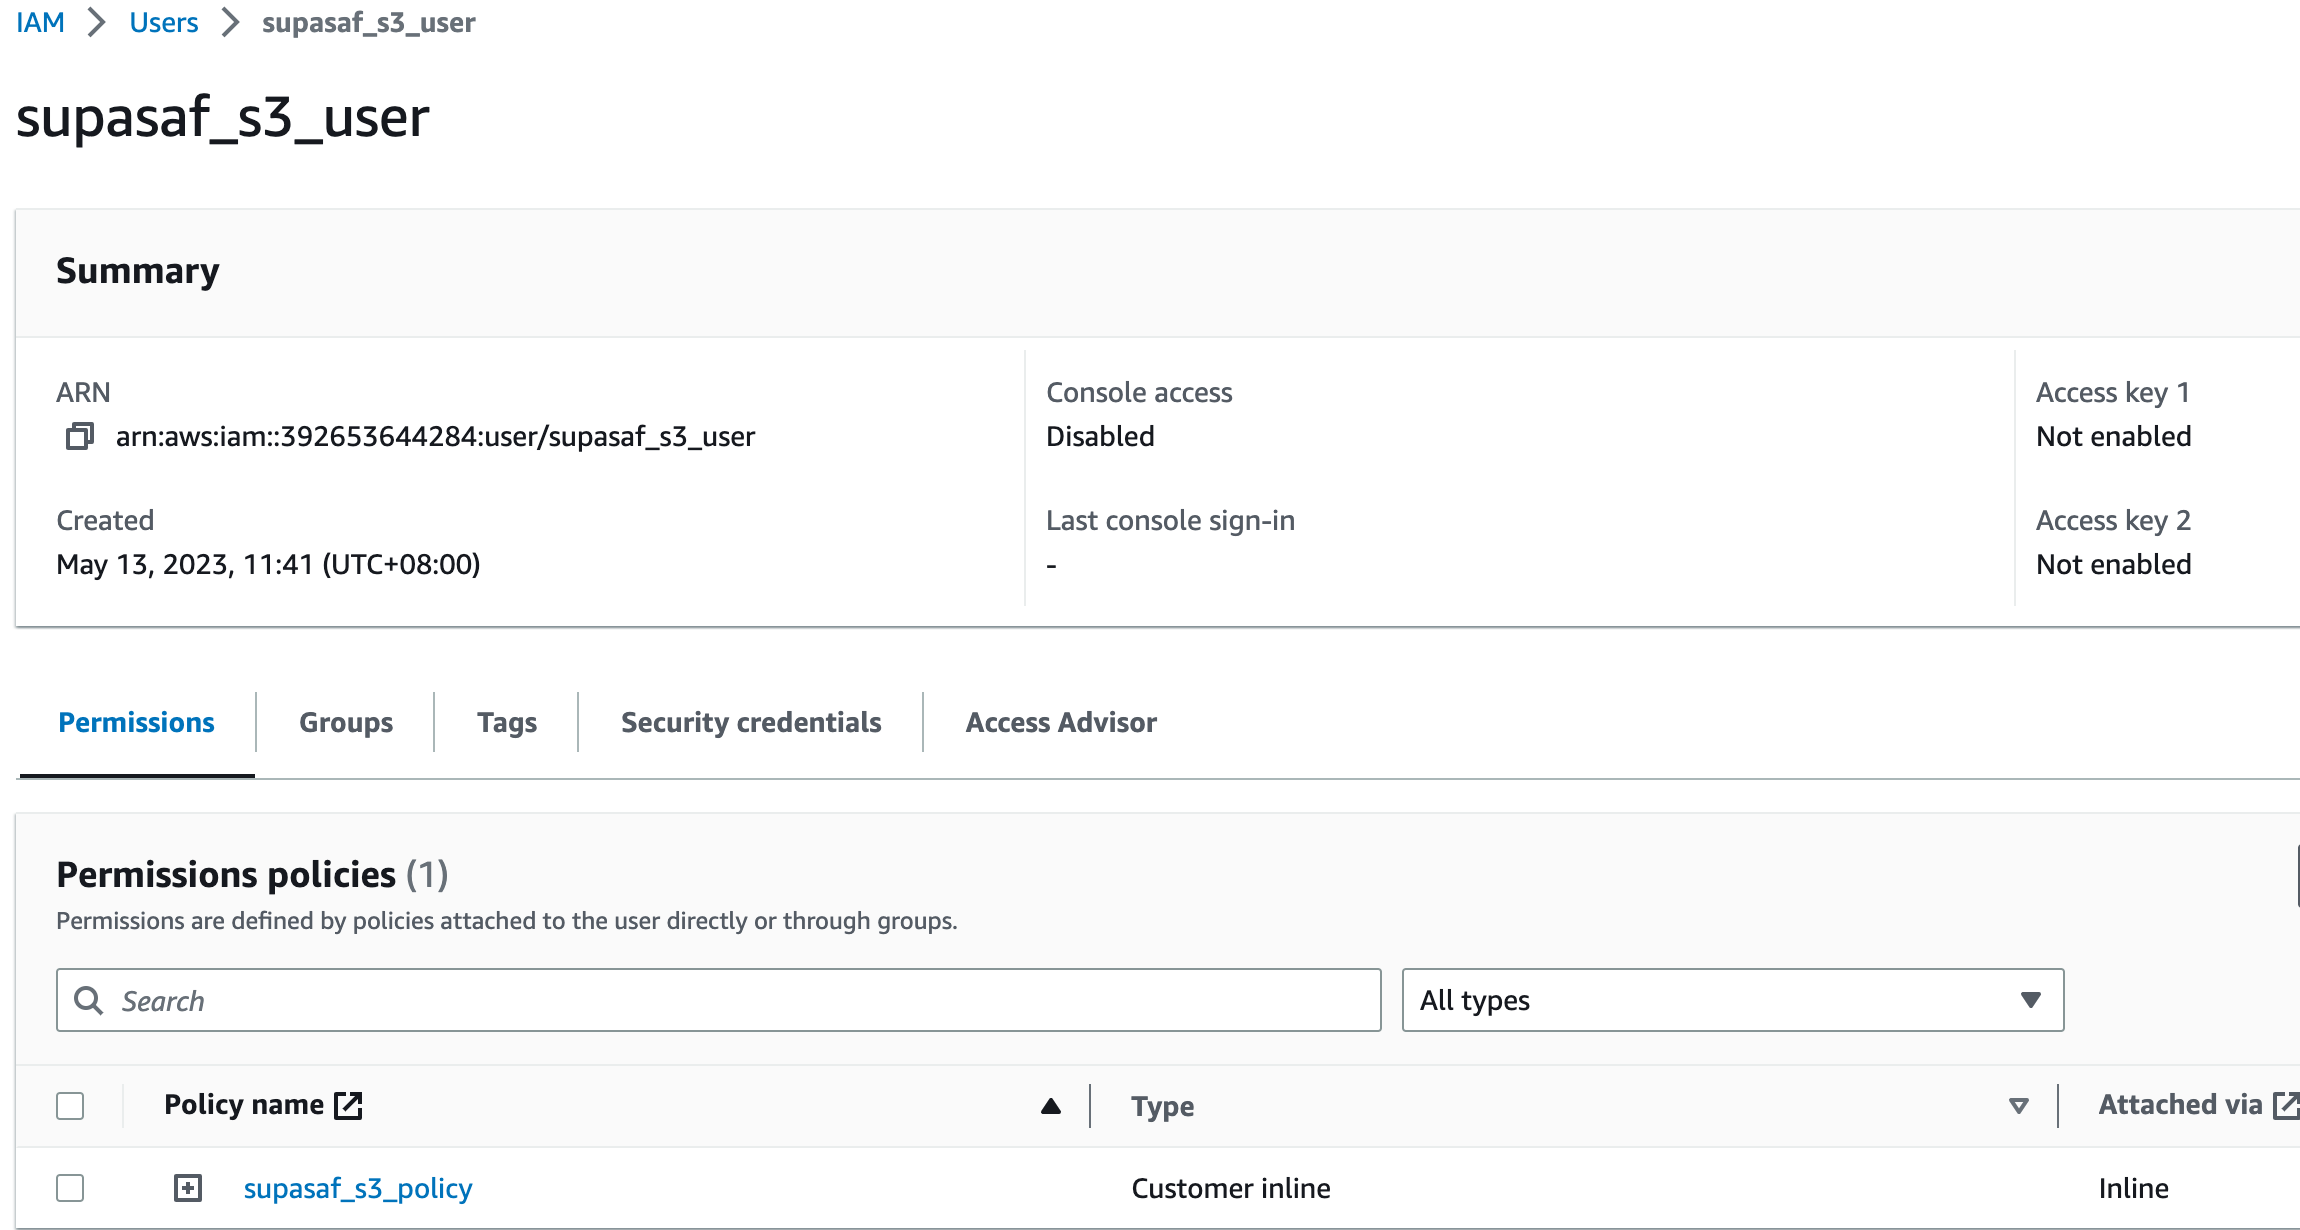 IAM > Users > supasaf_s3_user
supasaf_s3_user
Summary
ARN
arn:aws:iam::392653644284:user/supasaf_s3_user
Console access
Disabled
Access key 1
Not enabled
Created
May 13, 2023, 11:41 (UTC+08:00)
Last console sign-in
-
Access key 2
Not enabled
Permissions Groups Tags Security credentials Access Advisor
Permissions policies (1)
Permissions are defined by policies attached to the user directly or through groups.
Search All types
Policy name Type Attached via
supasaf_s3_policy Customer inline Inline